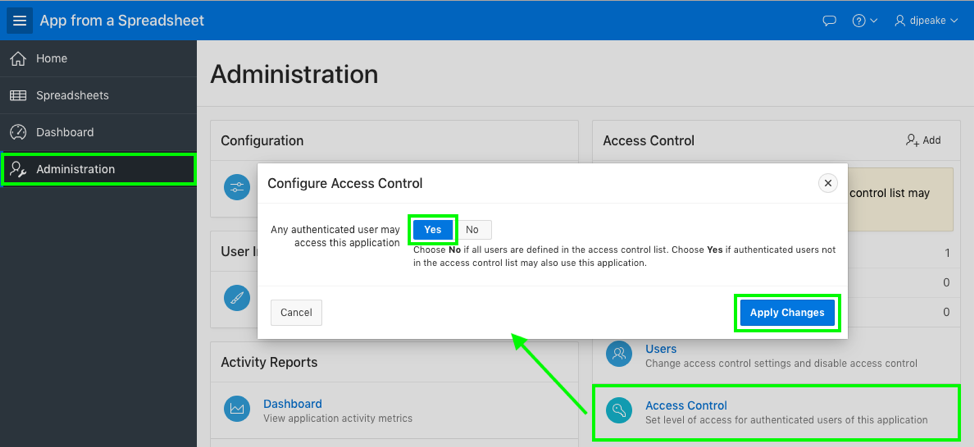 App from a Spreadsheet
djpeake
Home
Spreadsheets
Dashboard
Administration
Administration
Configuration
Access Control
Add
control list may
Configure Access Control
Any authenticated user may
access this application
Yes
No
Choose No if all users are defined in the access control list. Choose Yes if authenticated users not
in the access control list may also use this application.
Cancel
Apply Changes
User In
1
0
0
Users
Change access control settings and disable access control
Activity Reports
Dashboard
View application activity metrics
Access Control
Set level of access for authenticated users of this application